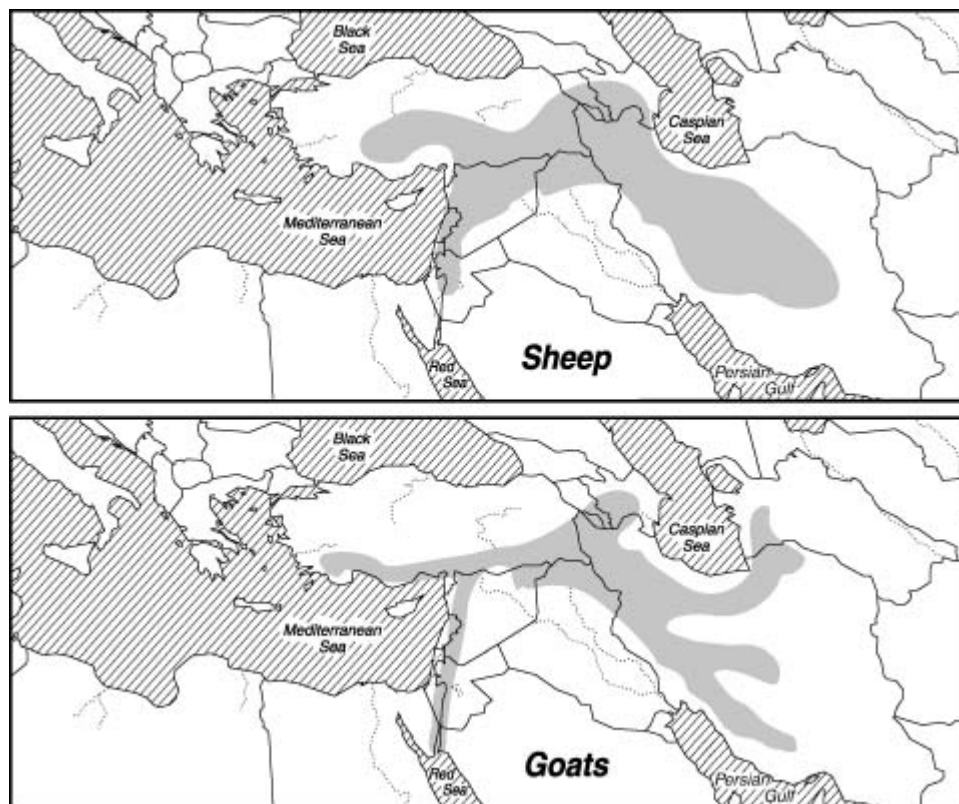 Black
Sea
Caspian
Sea
Mediterranean
Sea
Sheep
Red
Sea
Persian
Gulf
Black
Sea
Caspian
Sea
Mediterranean
Sea
Goats
Red
Sea
Persian
Gulf